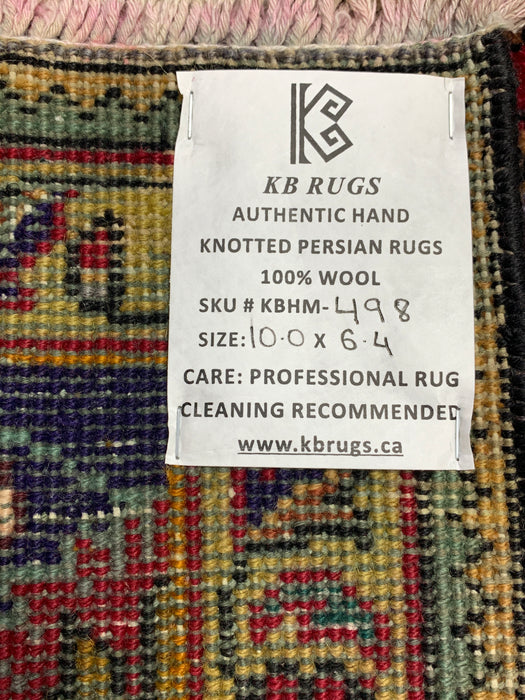 KB RUGS
AUTHENTIC HAND
KNOTTED PERSIAN RUGS
100% WOOL
SKU # KBHM-498
SIZE: 10.0 X 6.4
CARE: PROFESSIONAL RUG
CLEANING RECOMMENDED
www.kbrugs.ca